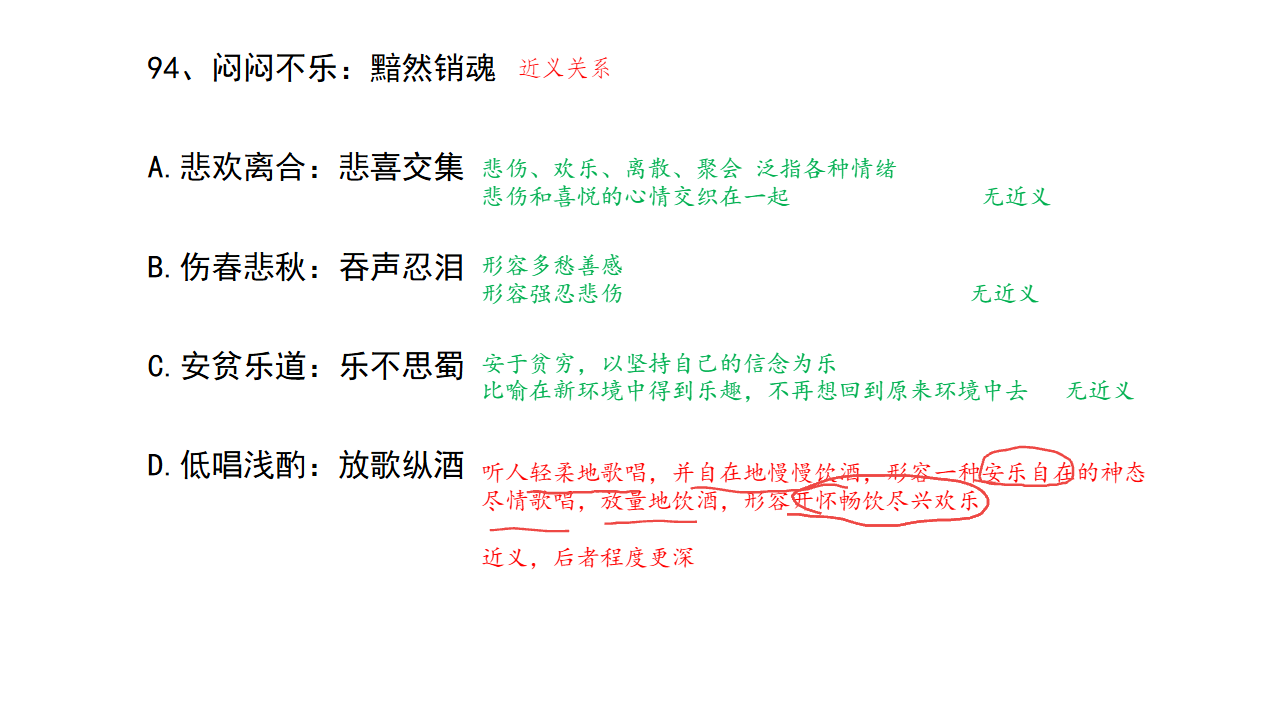 94、闷闷不乐：黯然销魂 近义关系
A.悲欢离合：悲喜交集 悲伤、欢乐、离散、聚会 泛指各种情绪
悲伤和喜悦的心情交织在一起 无近义
B.伤春悲秋：吞声忍泪 形容多愁善感
形容强忍悲伤 无近义
C.安贫乐道：乐不思蜀 安于贫穷，以坚持自己的信念为乐
比喻在新环境中得到乐趣，不再想回到原来环境中去 无近义
D.低唱浅酌：放歌纵酒 听人轻柔地歌唱，并自在地慢慢饮酒，形容一种安乐自在的神态
尽情歌唱，放量地饮酒，形容开怀畅饮尽兴欢乐
近义，后者程度更深